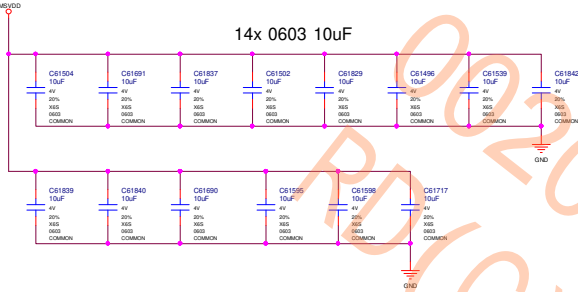 MSVDD
14x 0603 10uF
C61504 C61691 C61837 C61502 C61829 C61496 C61539 C61842
10uF 10uF 10uF 10uF 10uF 10uF 10uF 10uF
4V 4V 4V 4V 4V 4V 4V 4V
20% 20% 20% 20% 20% 20% 20% 20%
X6S X6S X6S X6S X6S X6S X6S X6S
0603 0603 0603 0603 0603 0603 0603 0603
COMMON COMMON COMMON COMMON COMMON COMMON COMMON COMMON
GND
C61839 C61840 C61690 C61595 C61598 C61717
10uF 10uF 10uF 10uF 10uF 10uF
4V 4V 4V 4V 4V 4V
20% 20% 20% 20% 20% 20%
X6S X6S X6S X6S X6S X6S
0603 0603 0603 0603 0603 0603
COMMON COMMON COMMON COMMON COMMON COMMON
GND